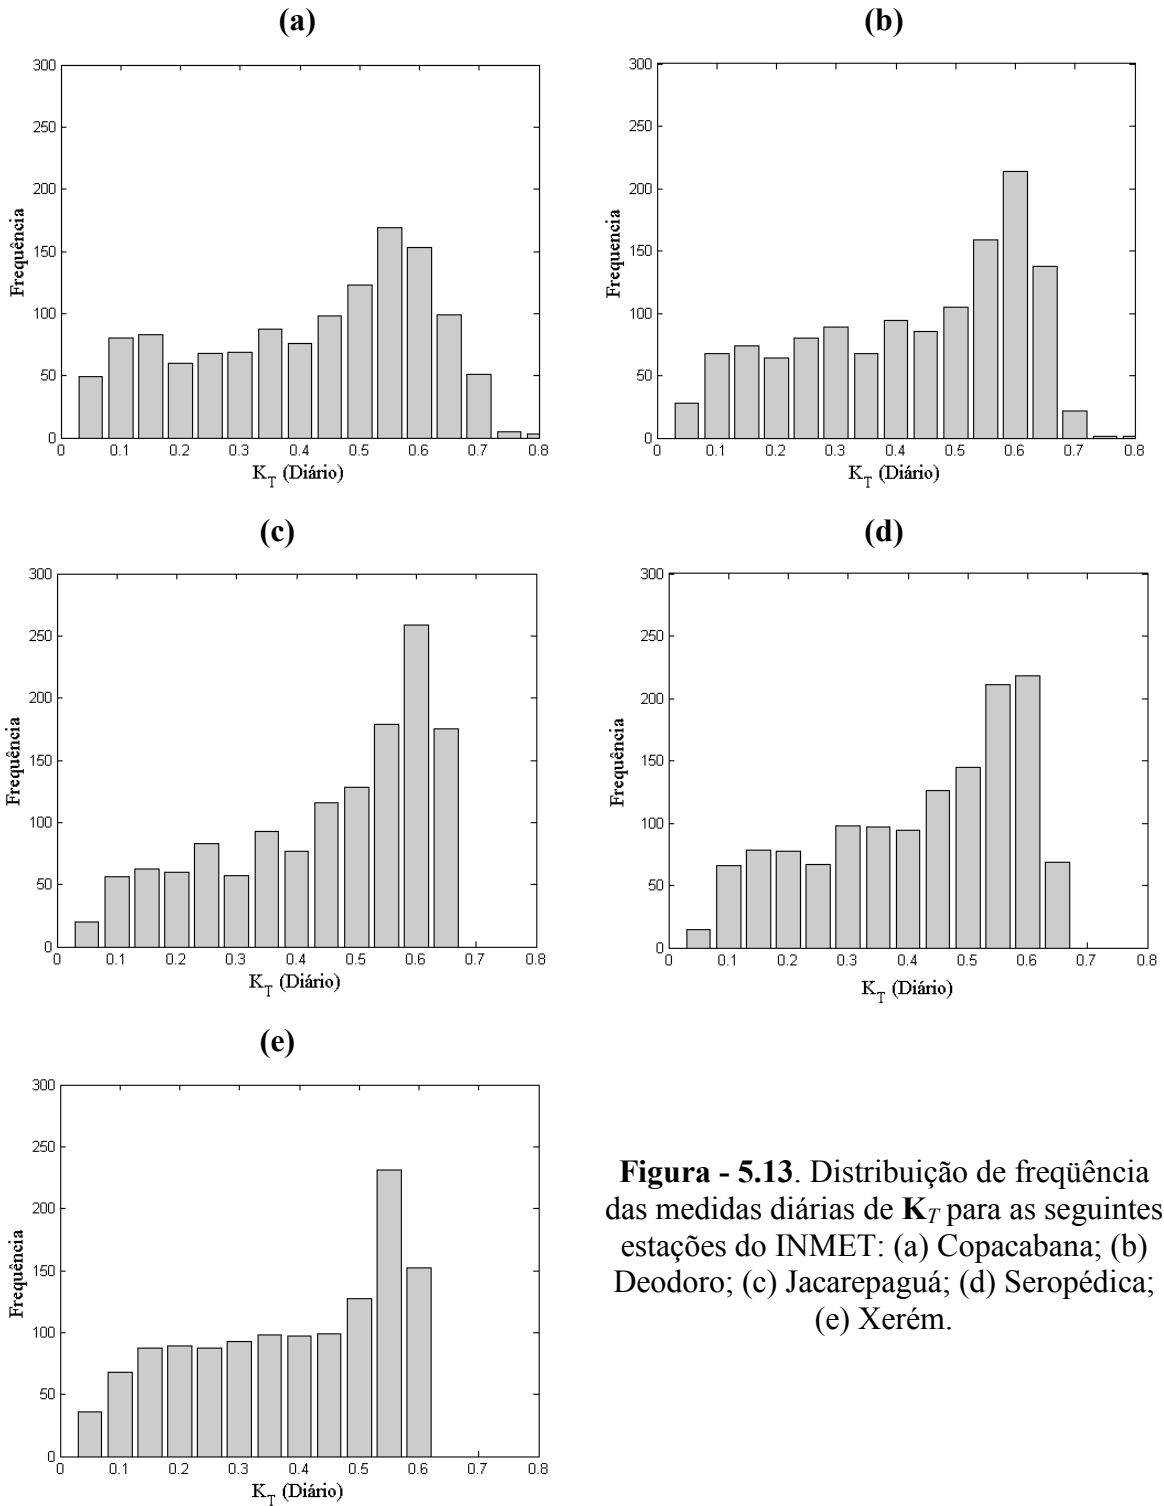 (a)
(b)
300
250
200
150
100
50
0
Frequência
0 0.1 0.2 0.3 0.4 0.5 0.6 0.7 0.8
K_T (Diário)
300
250
200
150
100
50
0
Frequencia
0 0.1 0.2 0.3 0.4 0.5 0.6 0.7 0.8
K_T (Diário)
(c)
(d)
300
250
200
150
100
50
0
Frequência
0 0.1 0.2 0.3 0.4 0.5 0.6 0.7 0.8
K_T (Diário)
300
250
200
150
100
50
0
Frequência
0 0.1 0.2 0.3 0.4 0.5 0.6 0.7 0.8
K_T (Diário)
(e)
300
250
200
150
100
50
0
Frequência
0 0.1 0.2 0.3 0.4 0.5 0.6 0.7 0.8
K_T (Diário)
Figura - 5.13. Distribuição de freqüência
das medidas diárias de K_T para as seguintes
estações do INMET: (a) Copacabana; (b)
Deodoro; (c) Jacarepaguá; (d) Seropédica;
(e) Xerém.